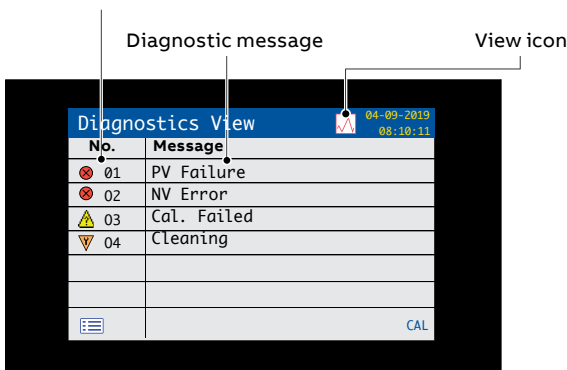 Diagnostic message
View icon
Diagnostics View
04-09-2019
08:10:11
No. Message
01 PV Failure
02 NV Error
? 03 Cal. Failed
Y 04 Cleaning
CAL